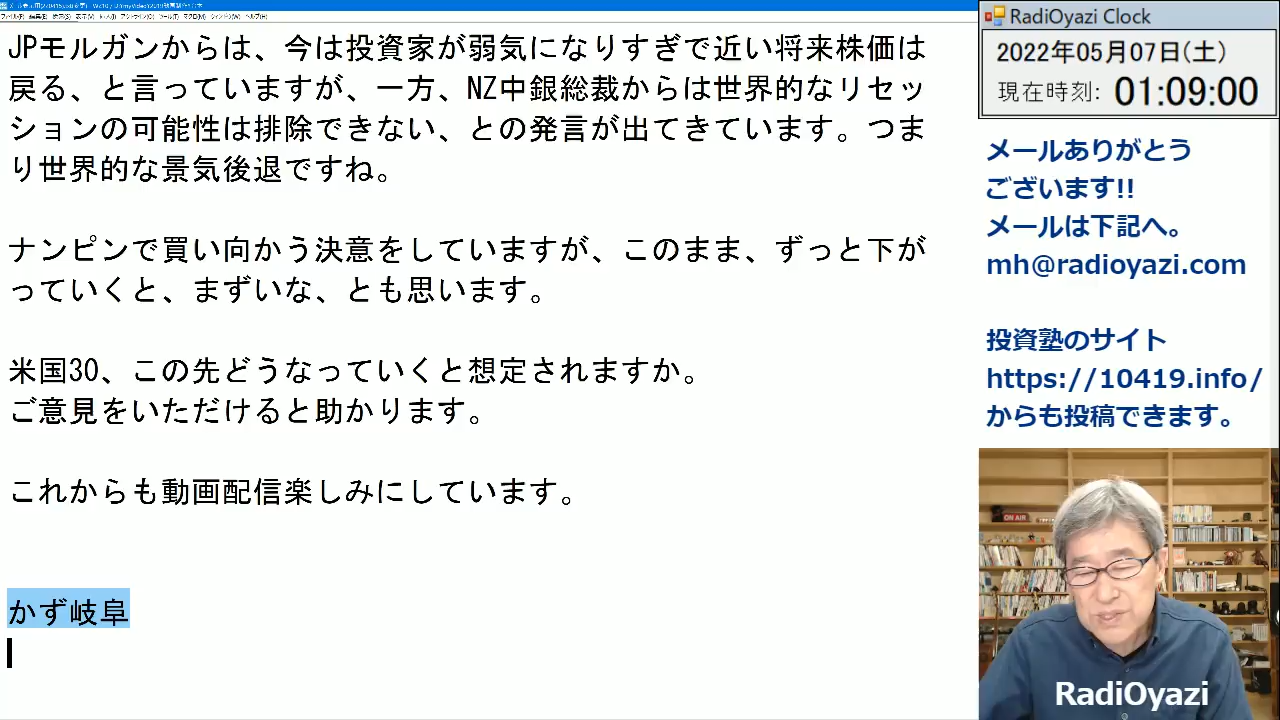 JPモルガンからは、今は投資家が弱気になりすぎで近い将来株価は
戻る、と言っていますが、一方、NZ中銀総裁からは世界的なリセッ
ションの可能性は排除できない、との発言が出てきています。つま
り世界的な景気後退ですね。
ナンピンで買い向かう決意をしていますが、このまま、ずっと下が
っていくと、まずいな、とも思います。
米国30、この先どうなっていくと想定されますか。
ご意見をいただけると助かります。
これからも動画配信楽しみにしています。
かず岐阜
RadiOyazi Clock
2022年05月07日(土)
現在時刻: 01:09:00
メールありがとう
ございます!!
メールは下記へ。
mh@radioyazi.com
投資塾のサイト
https://10419.info/
からも投稿できます。
ON AIR
RadiOyazi